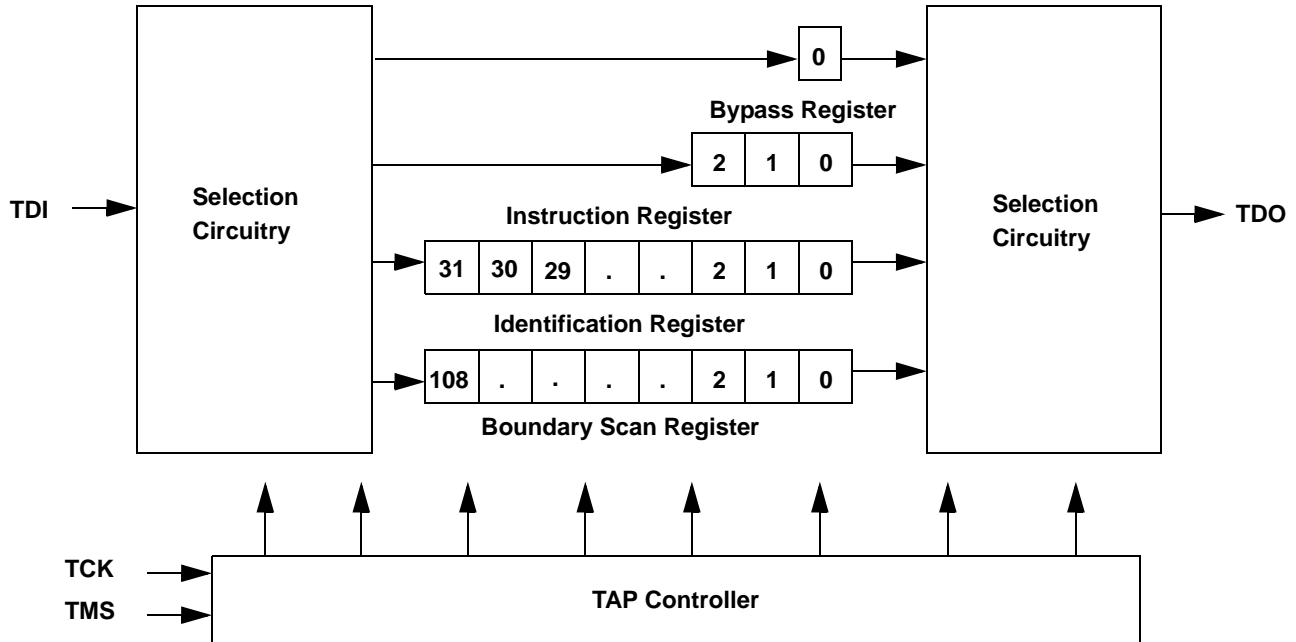 0
Bypass Register
2 1 0
TDI
Selection
Circuitry
Selection
Circuitry
TDO
Instruction Register
31 30 29 . . 2 1 0
Identification Register
108 . . . . 2 1 0
Boundary Scan Register
TCK
TMS
TAP Controller